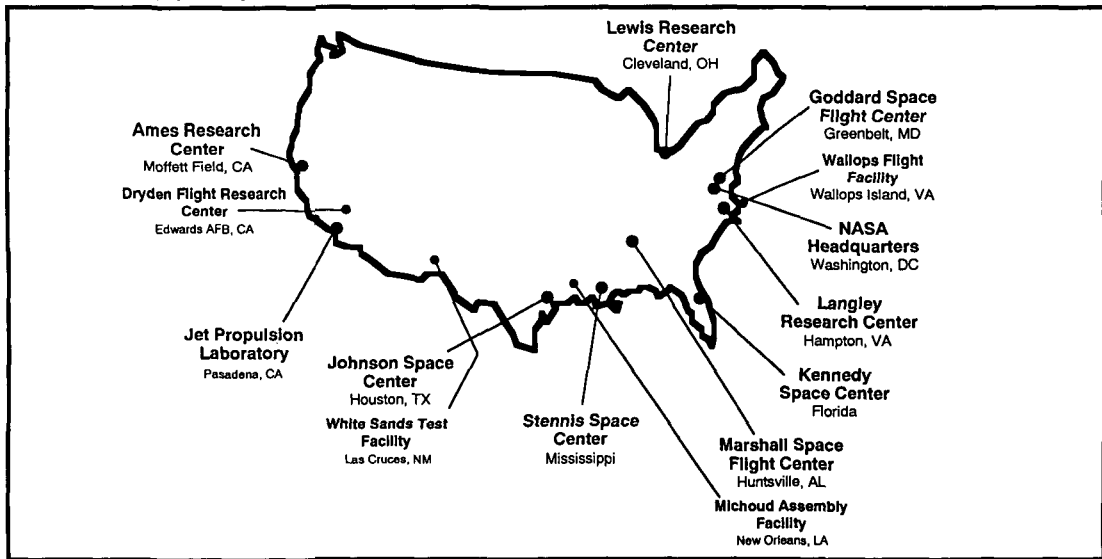 Lewis Research
Center
Cleveland, OH
Goddard Space
Flight Center
Greenbelt, MD
Ames Research
Center
Moffett Field, CA
Wallops Flight
Facility
Wallops Island, VA
Dryden Flight Research
Center
Edwards AFB, CA
NASA
Headquarters
Washington, DC
Langley
Research Center
Hampton, VA
Jet Propulsion
Laboratory
Pasadena, CA
Johnson Space
Center
Houston, TX
Kennedy
Space Center
Florida
White Sands Test
Facility
Las Cruces, NM
Stennis Space
Center
Mississippi
Marshall Space
Flight Center
Huntsville, AL
Michoud Assembly
Facility
New Orleans, LA